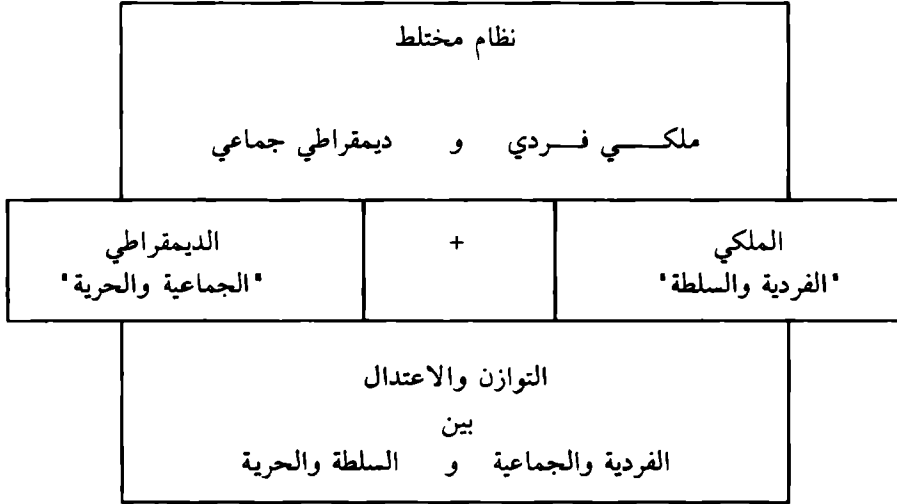 نظام مختلط
ملكـــي فـــردي و ديمقراطي جماعي
الملكي
"الفردية والسلطة"
+
الديمقراطي
"الجماعية والحرية"
التوازن والاعتدال
بين
الفردية والجماعية و السلطة والحرية